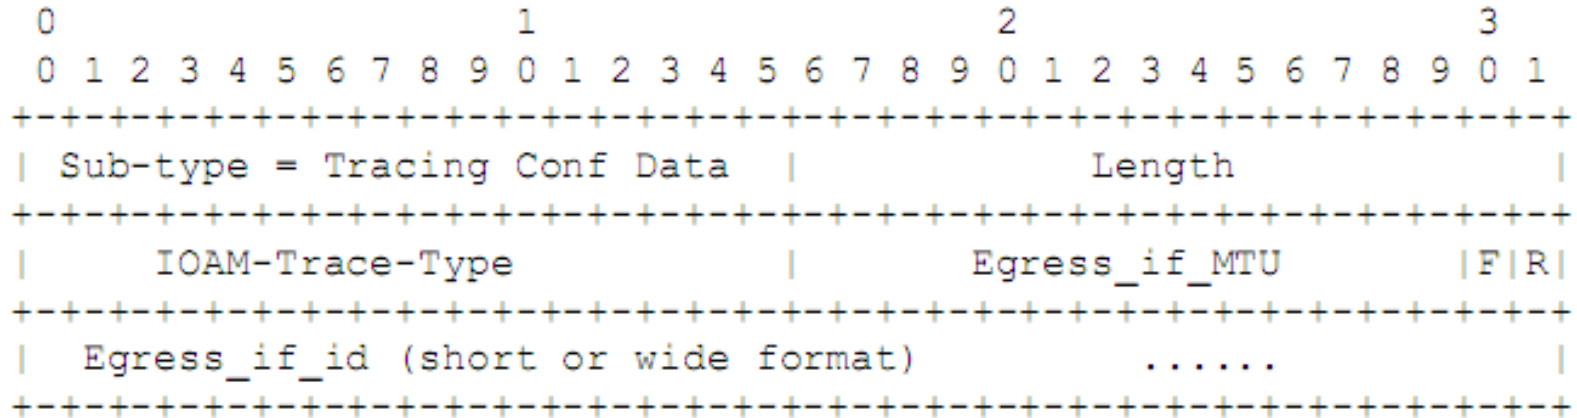 0                   1                   2                   3
 0 1 2 3 4 5 6 7 8 9 0 1 2 3 4 5 6 7 8 9 0 1 2 3 4 5 6 7 8 9 0 1
+-+-+-+-+-+-+-+-+-+-+-+-+-+-+-+-+-+-+-+-+-+-+-+-+-+-+-+-+-+-+-+-+
| Sub-type = Tracing Conf Data  |            Length             |
+-+-+-+-+-+-+-+-+-+-+-+-+-+-+-+-+-+-+-+-+-+-+-+-+-+-+-+-+-+-+-+-+
|     IOAM-Trace-Type           |       Egress_if_MTU       |F|R|
+-+-+-+-+-+-+-+-+-+-+-+-+-+-+-+-+-+-+-+-+-+-+-+-+-+-+-+-+-+-+-+-+
|  Egress_if_id (short or wide format)         ......           |
+-+-+-+-+-+-+-+-+-+-+-+-+-+-+-+-+-+-+-+-+-+-+-+-+-+-+-+-+-+-+-+-+